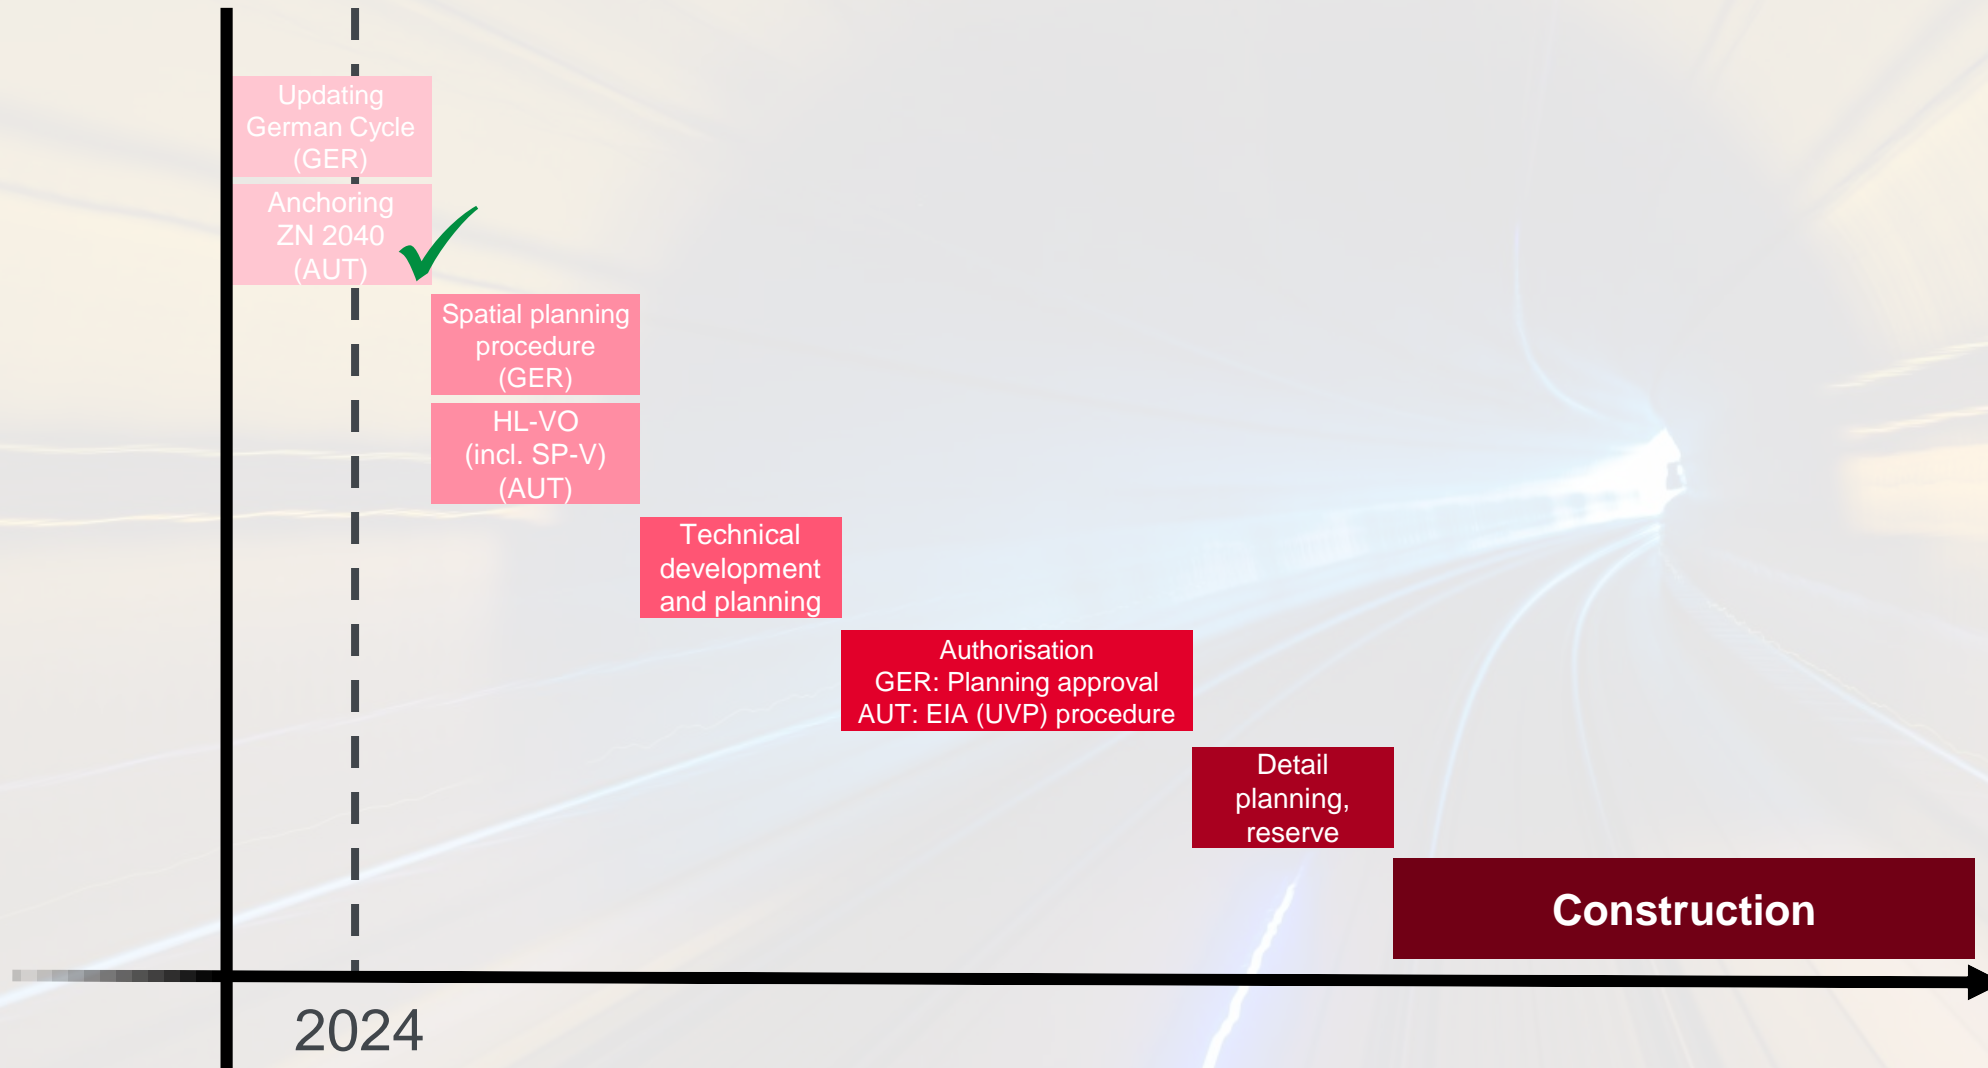 Updating
German Cycle
(GER)
Anchoring
ZN 2040
(AUT)
Spatial planning
procedure
(GER)
HL-VO
(incl. SP-V)
(AUT)
Technical
development
and planning
Authorisation
GER: Planning approval
AUT: EIA (UVP) procedure
Detail
planning,
reserve
Construction
2024